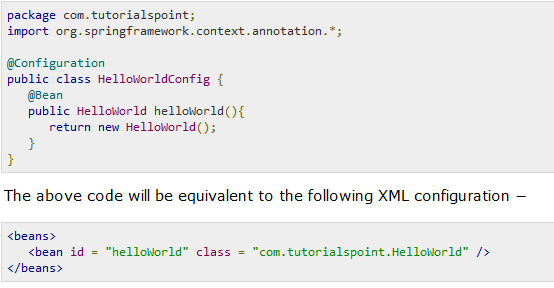 package com.tutorialspoint;
import org.springframework.context.annotation.*;
@Configuration
public class HelloWorldConfig {
   @Bean
   public HelloWorld helloWorld(){
      return new HelloWorld();
   }
}
The above code will be equivalent to the following XML configuration −
<beans>
   <bean id = "helloWorld" class = "com.tutorialspoint.HelloWorld" />
</beans>